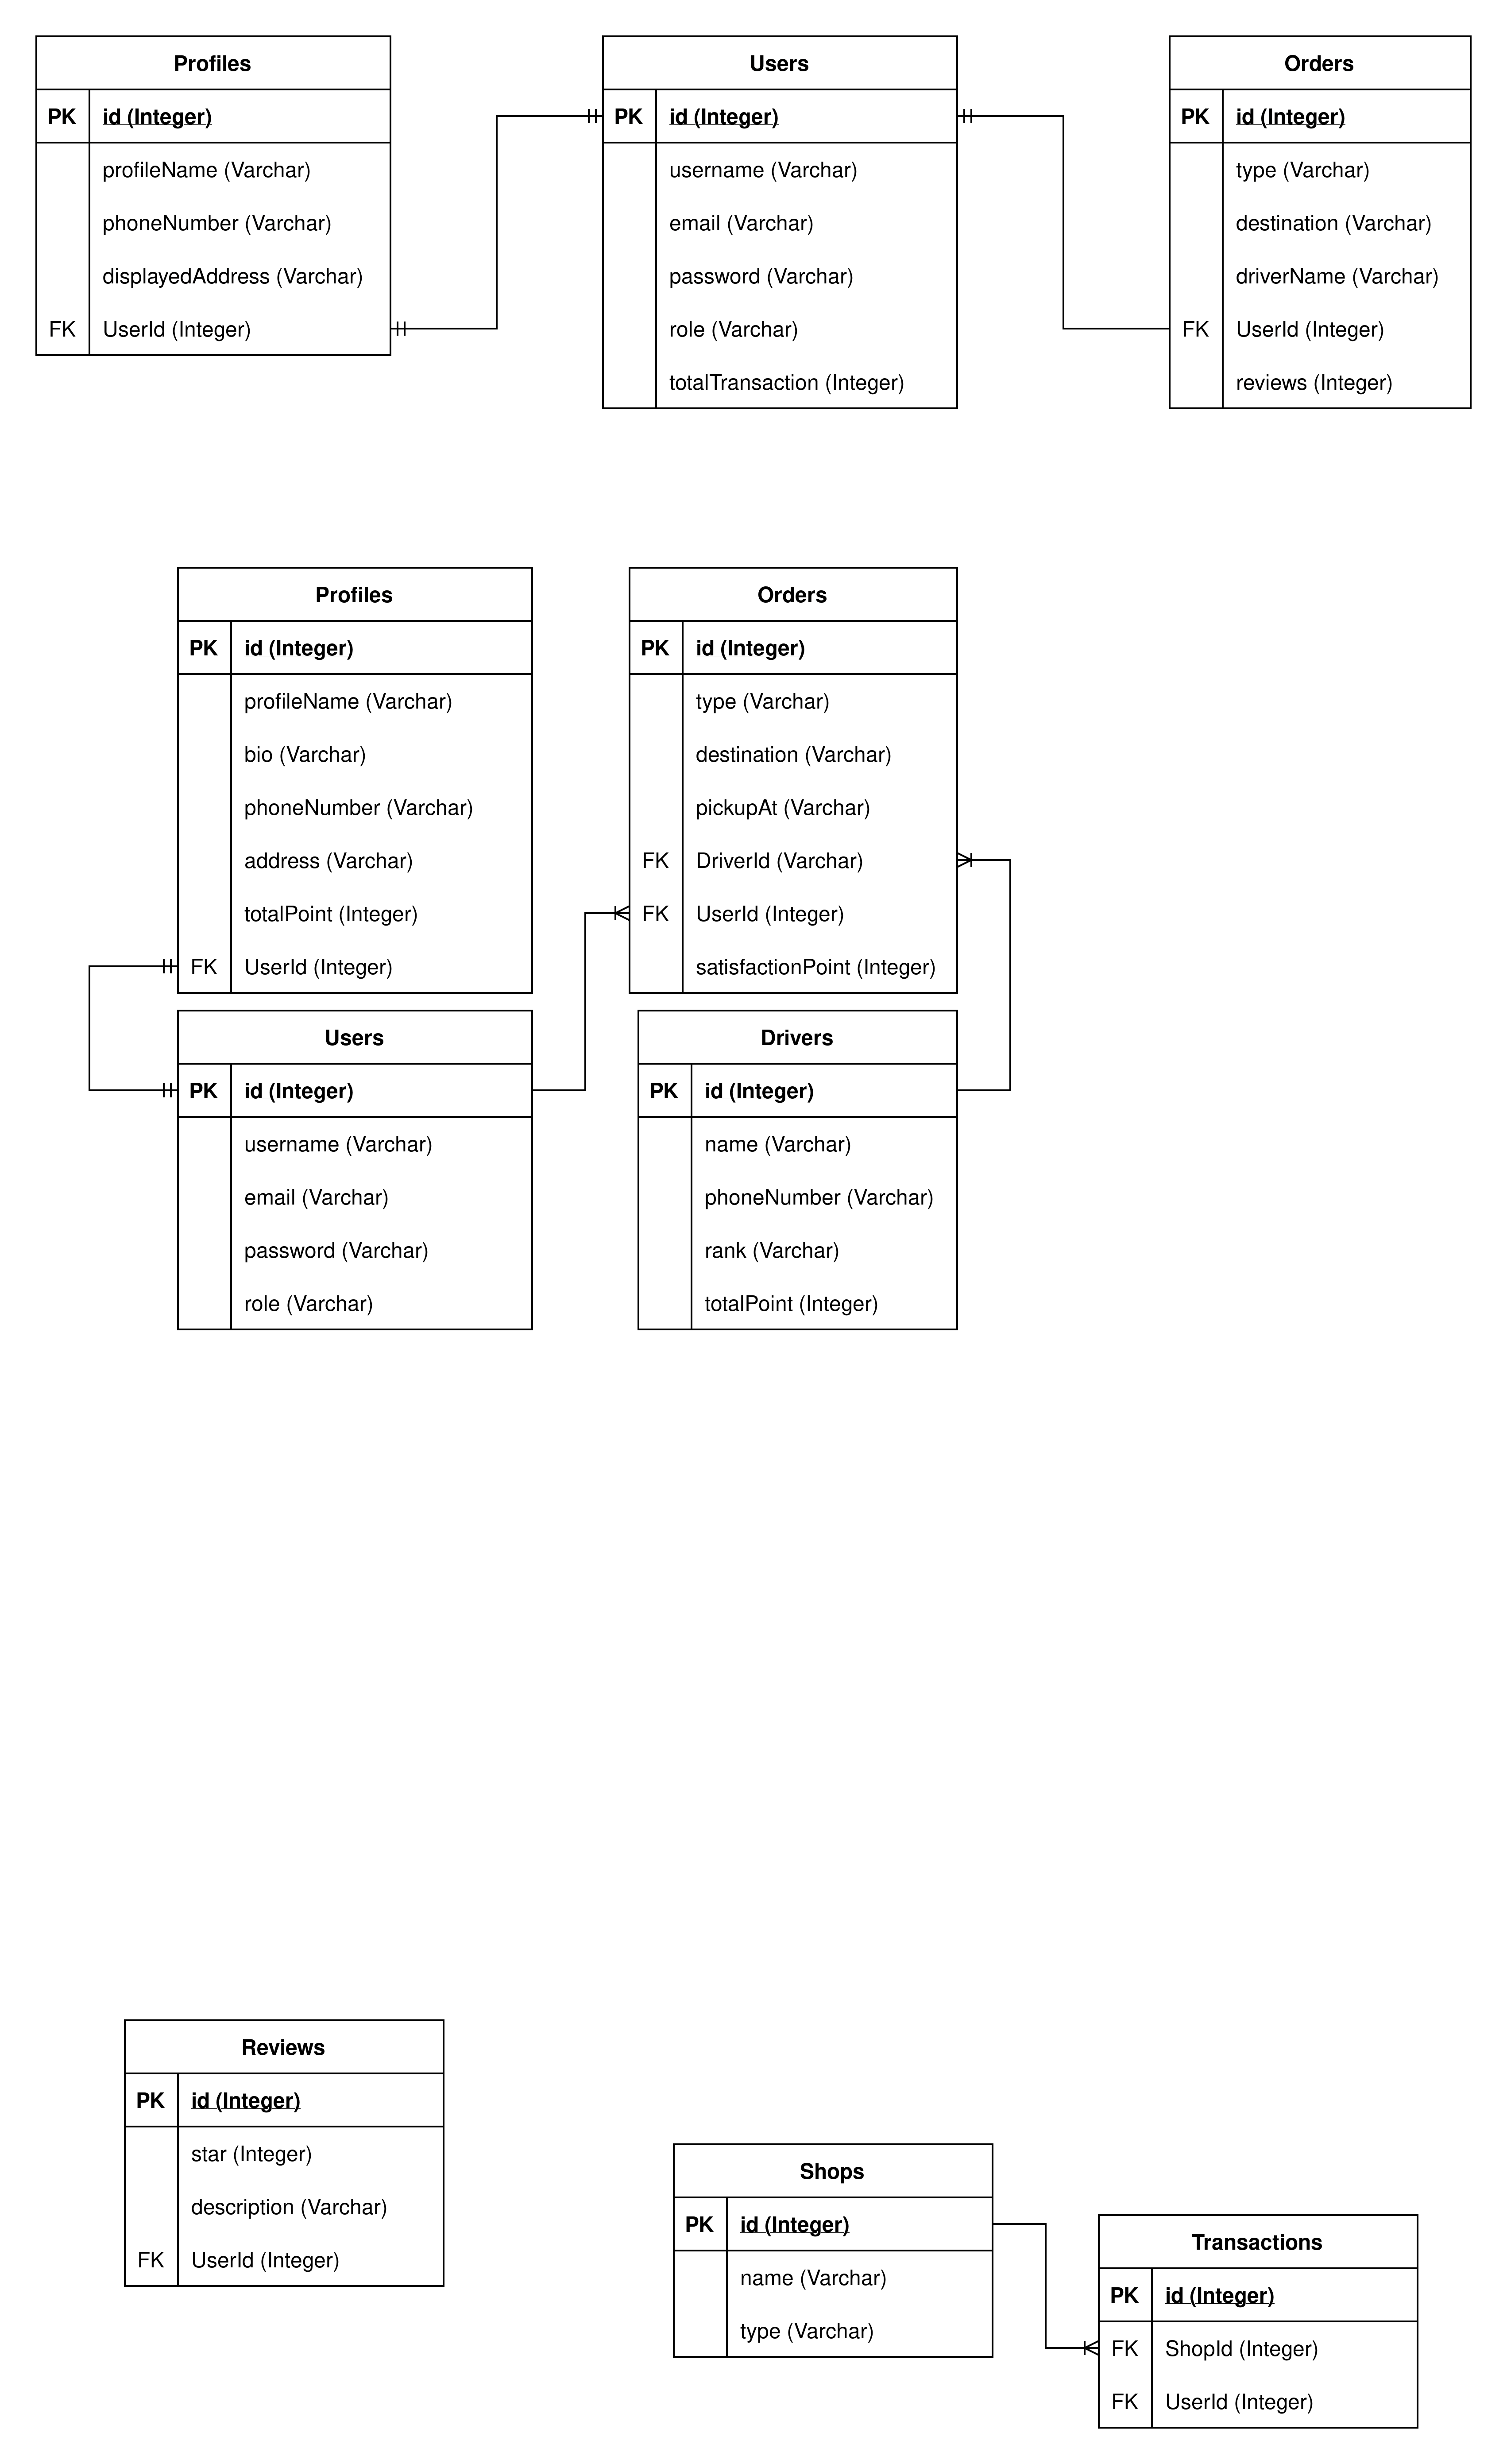 Profiles
PK id (Integer)
profileName (Varchar)
phoneNumber (Varchar)
displayedAddress (Varchar)
FK UserId (Integer)
Users
PK id (Integer)
username (Varchar)
email (Varchar)
password (Varchar)
role (Varchar)
totalTransaction (Integer)
Orders
PK id (Integer)
type (Varchar)
destination (Varchar)
driverName (Varchar)
FK UserId (Integer)
reviews (Integer)
Profiles
PK id (Integer)
profileName (Varchar)
bio (Varchar)
phoneNumber (Varchar)
address (Varchar)
totalPoint (Integer)
FK UserId (Integer)
Orders
PK id (Integer)
type (Varchar)
destination (Varchar)
pickupAt (Varchar)
FK DriverId (Varchar)
FK UserId (Integer)
satisfactionPoint (Integer)
Users
PK id (Integer)
username (Varchar)
email (Varchar)
password (Varchar)
role (Varchar)
Drivers
PK id (Integer)
name (Varchar)
phoneNumber (Varchar)
rank (Varchar)
totalPoint (Integer)
Reviews
PK id (Integer)
star (Integer)
description (Varchar)
FK UserId (Integer)
Shops
PK id (Integer)
name (Varchar)
type (Varchar)
Transactions
PK id (Integer)
FK ShopId (Integer)
FK UserId (Integer)